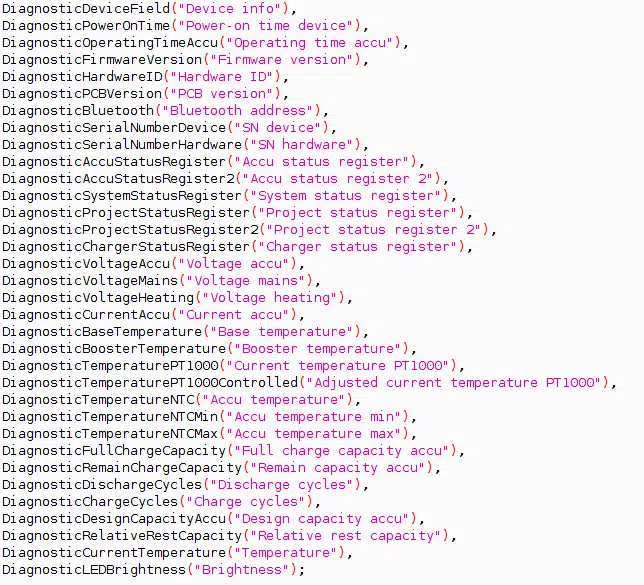 DiagnosticDeviceField("Device info"),
DiagnosticPowerOnTime("Power-on time device"),
DiagnosticOperatingTimeAccu("Operating time accu"),
DiagnosticFirmwareVersion("Firmware version"),
DiagnosticHardwareID("Hardware ID"),
DiagnosticPCBVersion("PCB version"),
DiagnosticBluetooth("Bluetooth address"),
DiagnosticSerialNumberDevice("SN device"),
DiagnosticSerialNumberHardware("SN hardware"),
DiagnosticAccuStatusRegister("Accu status register"),
DiagnosticAccuStatusRegister2("Accu status register 2"),
DiagnosticSystemStatusRegister("System status register"),
DiagnosticProjectStatusRegister("Project status register"),
DiagnosticProjectStatusRegister2("Project status register 2"),
DiagnosticChargerStatusRegister("Charger status register"),
DiagnosticVoltageAccu("Voltage accu"),
DiagnosticVoltageMains("Voltage mains"),
DiagnosticVoltageHeating("Voltage heating"),
DiagnosticCurrentAccu("Current accu"),
DiagnosticBaseTemperature("Base temperature"),
DiagnosticBoosterTemperature("Booster temperature"),
DiagnosticTemperaturePT1000("Current temperature PT1000"),
DiagnosticTemperaturePT1000Controlled("Adjusted current temperature PT1000"),
DiagnosticTemperatureNTC("Accu temperature"),
DiagnosticTemperatureNTCMin("Accu temperature min"),
DiagnosticTemperatureNTCMax("Accu temperature max"),
DiagnosticFullChargeCapacity("Full charge capacity accu"),
DiagnosticRemainChargeCapacity("Remain capacity accu"),
DiagnosticDischargeCycles("Discharge cycles"),
DiagnosticChargeCycles("Charge cycles"),
DiagnosticDesignCapacityAccu("Design capacity accu"),
DiagnosticRelativeRestCapacity("Relative rest capacity"),
DiagnosticCurrentTemperature("Temperature"),
DiagnosticLEDBrightness("Brightness");